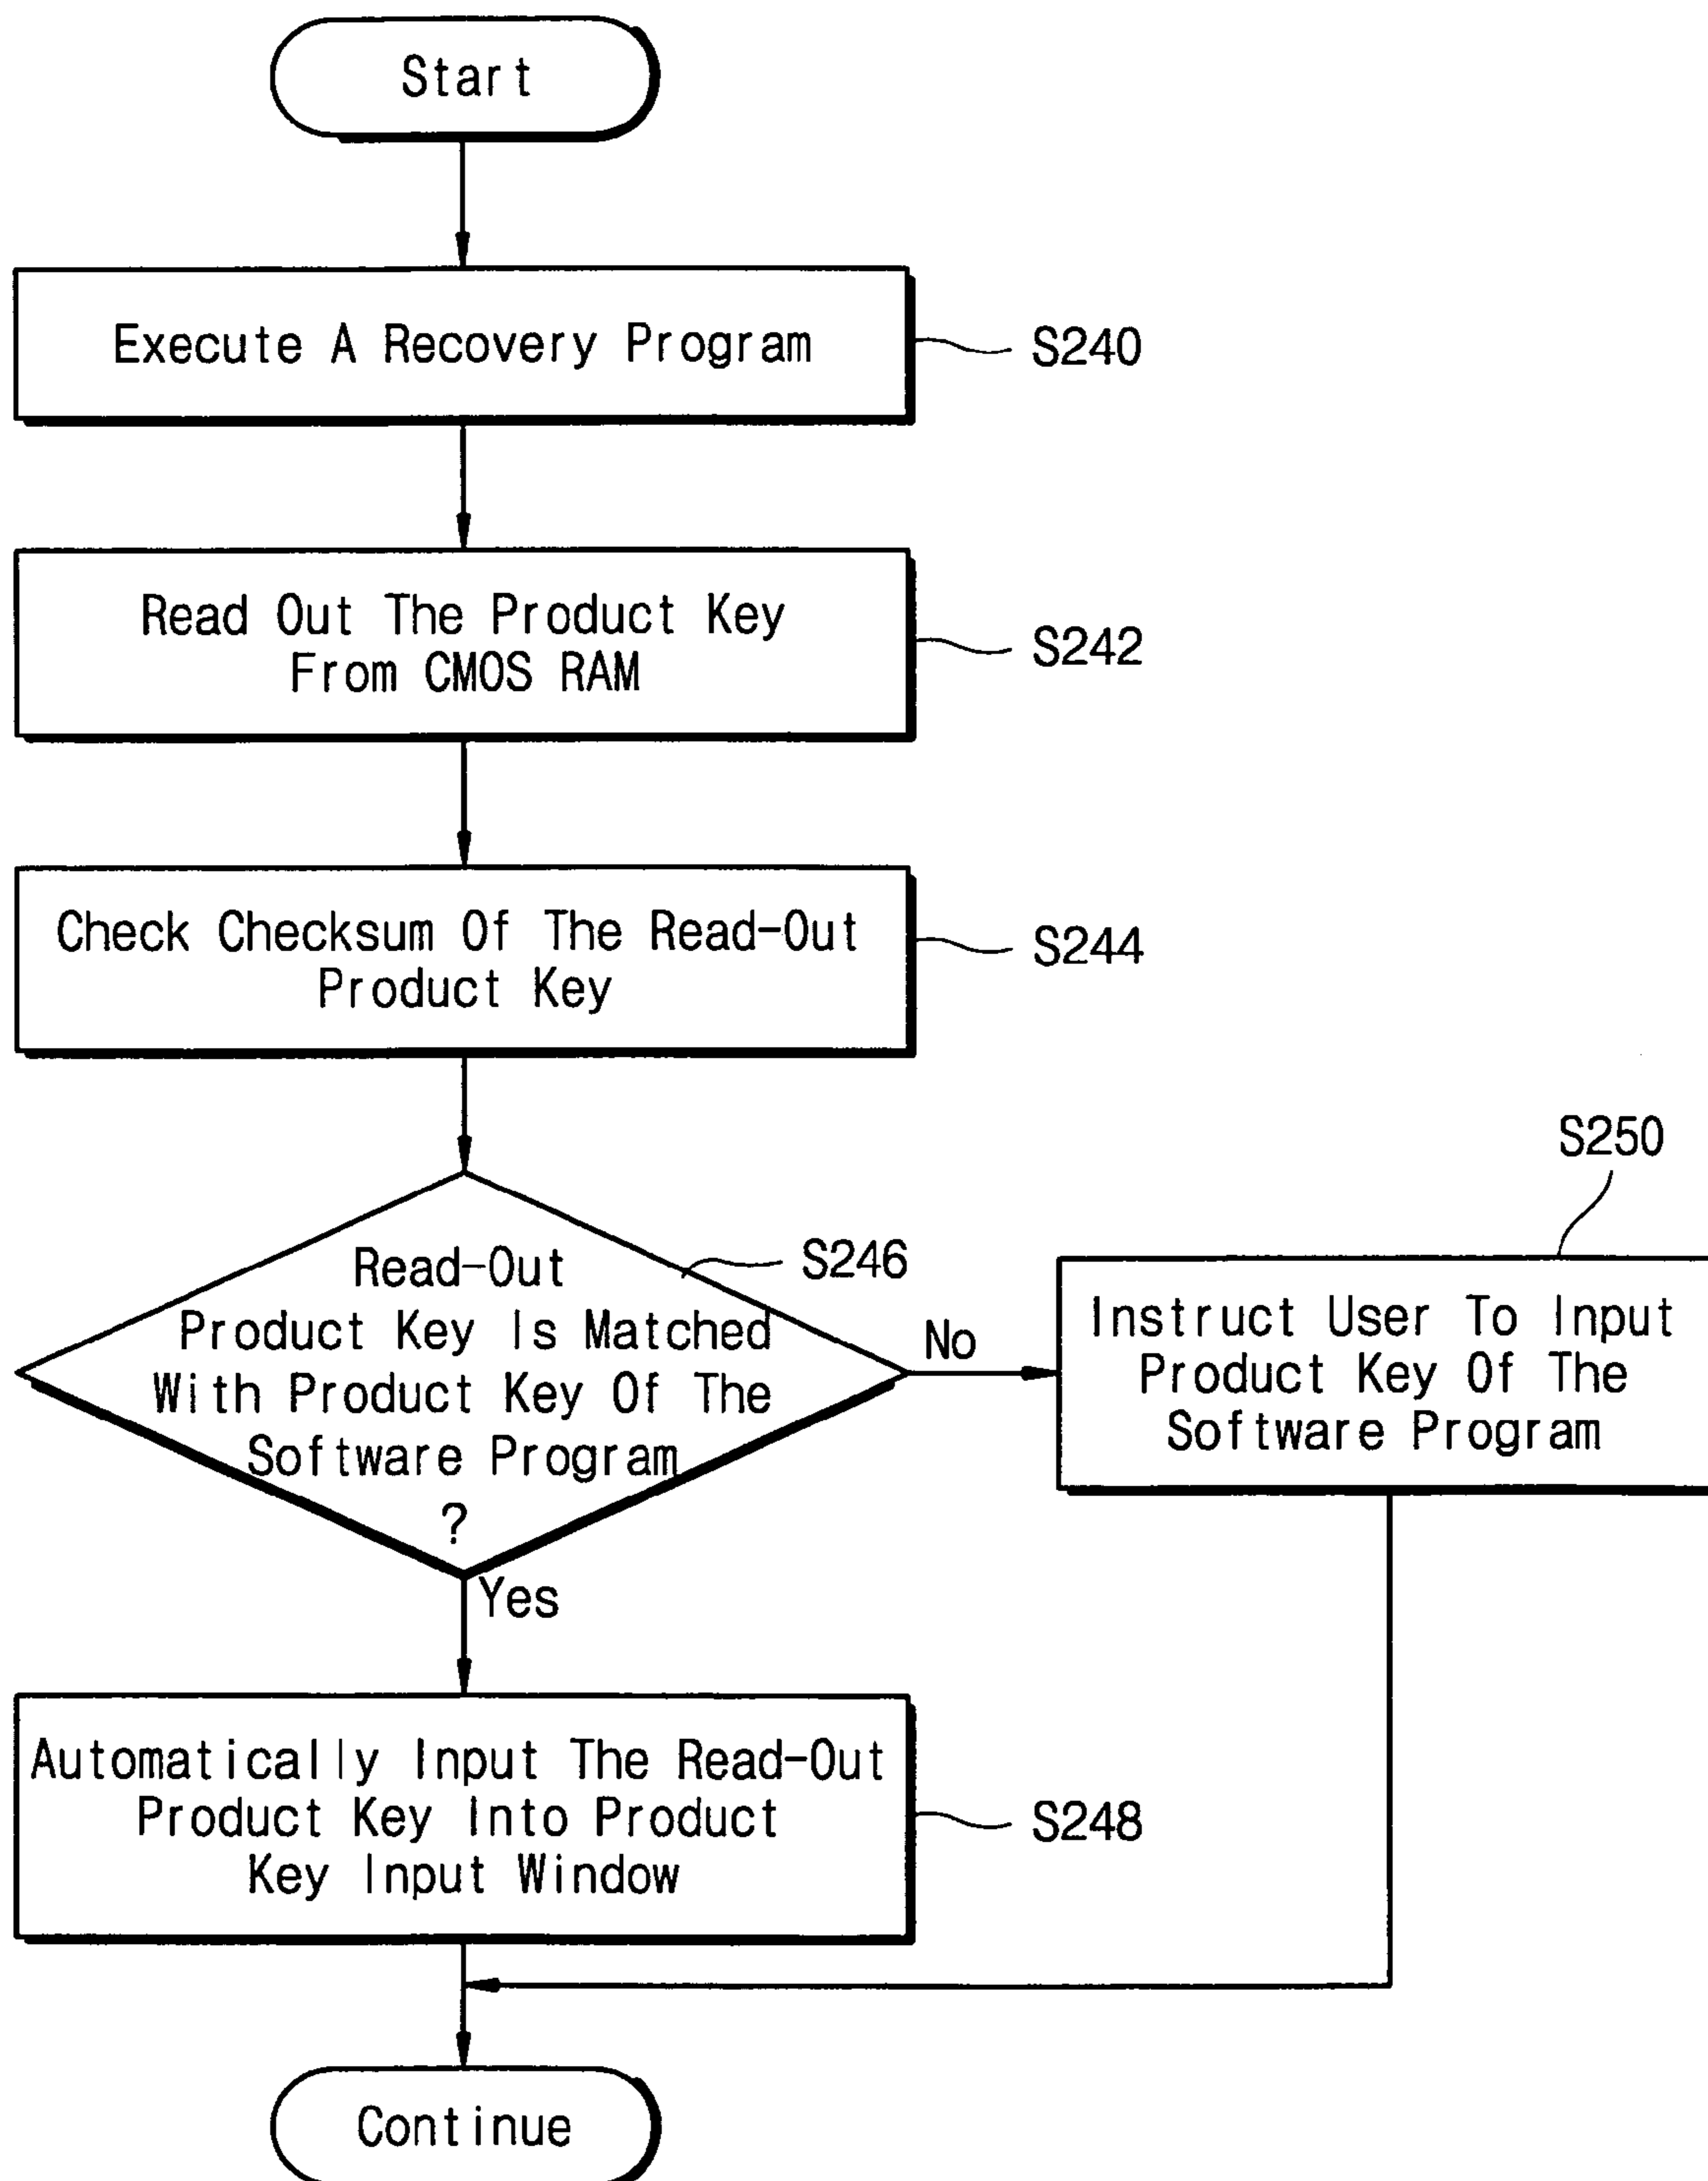 Start
Execute A Recovery Program
S240
Read Out The Product Key
From CMOS RAM
S242
Check Checksum Of The Read-Out
Product Key
S244
Read-Out
Product Key Is Matched
With Product Key Of The
Software Program
?
S246
No
S250
Instruct User To Input
Product Key Of The
Software Program
Yes
Automatically Input The Read-Out
Product Key Into Product
Key Input Window
S248
Continue